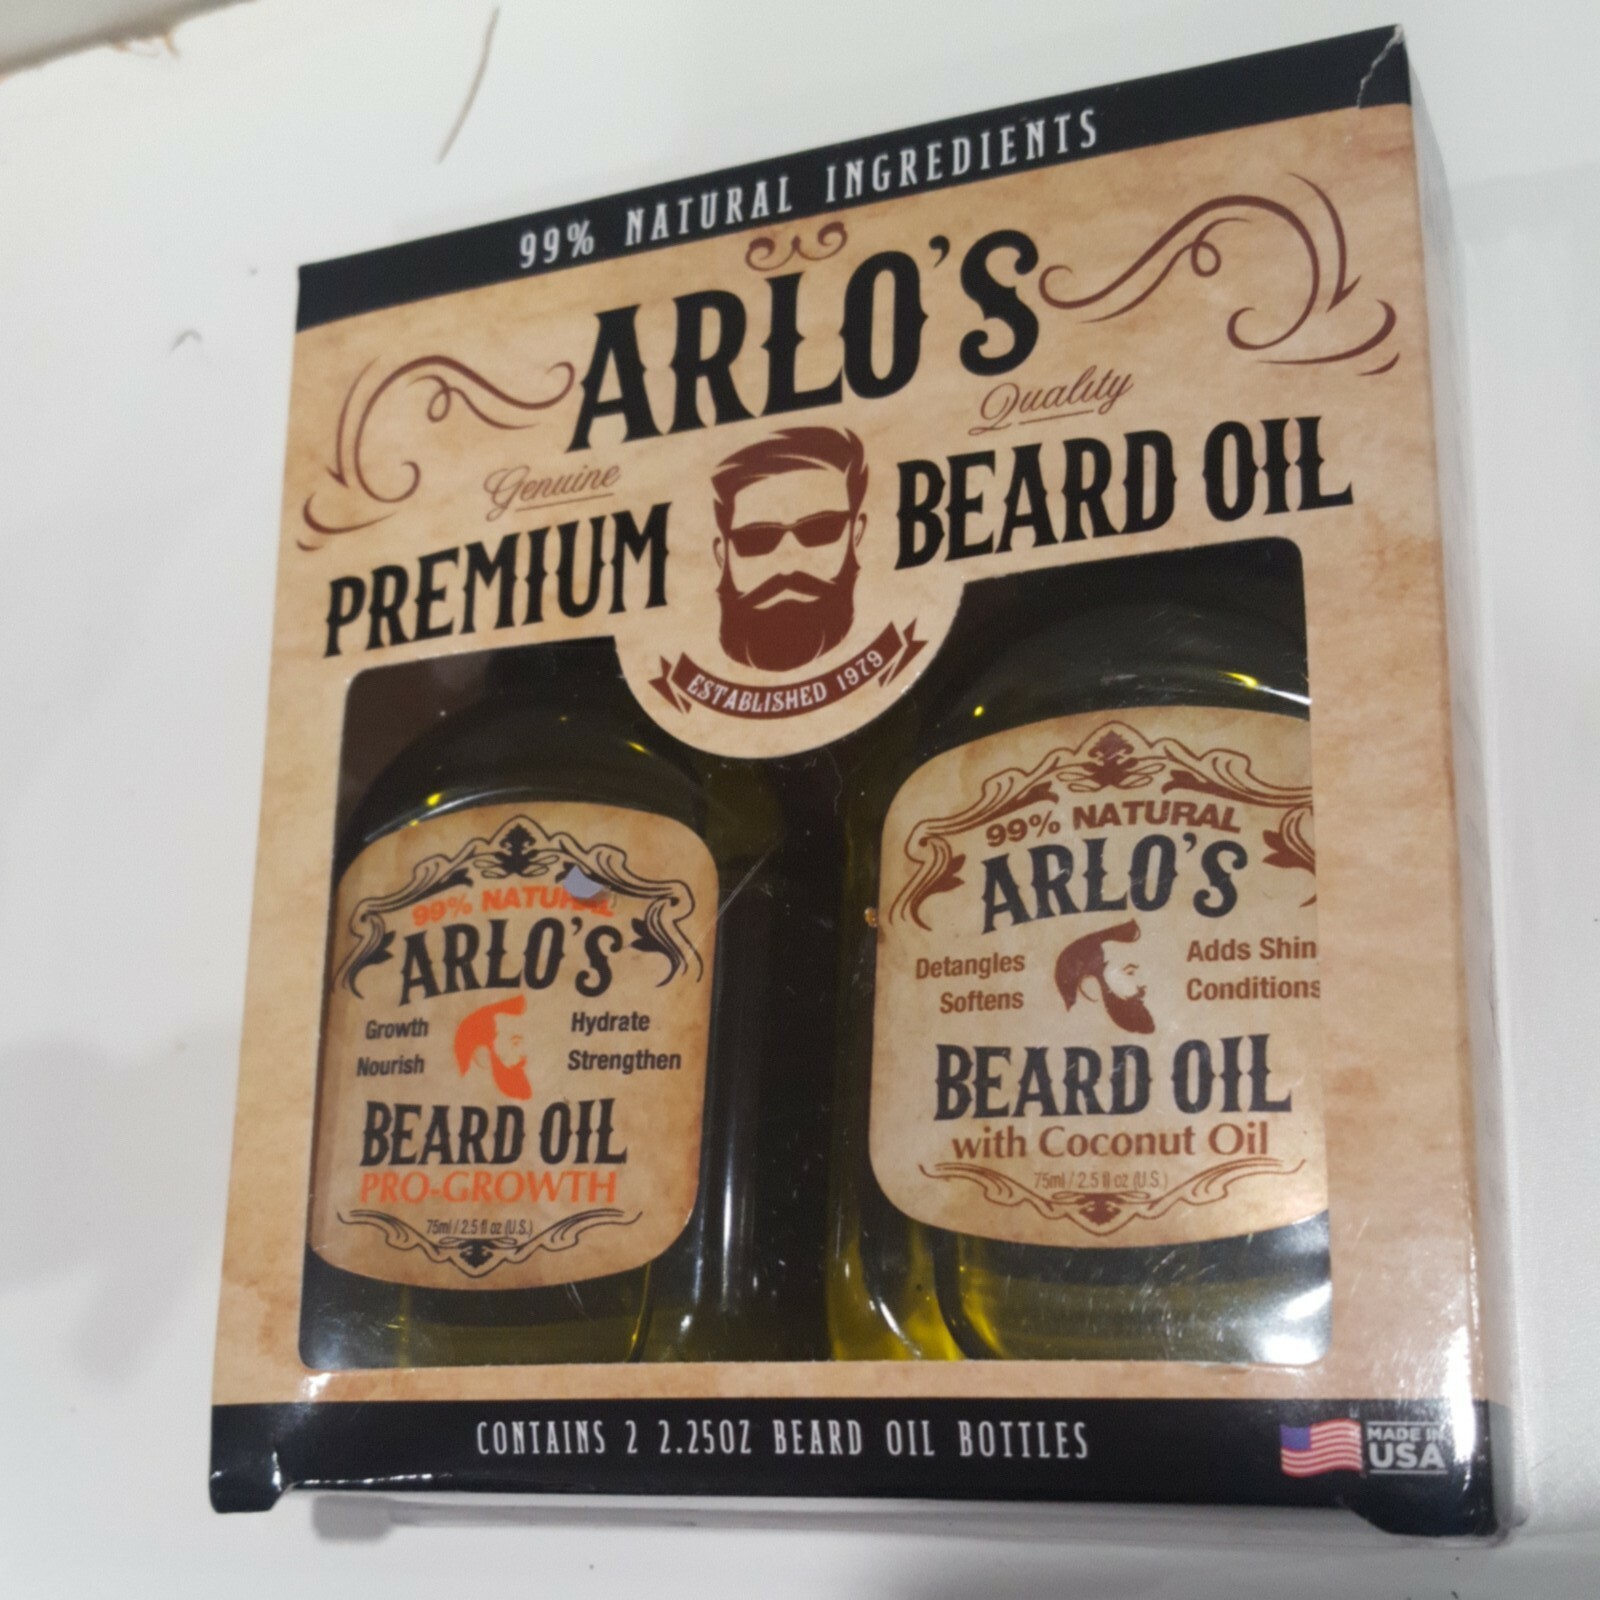 99% NATURAL INGREDIENTS
ARLO'S
Genuine
Quality
PREMIUM
BEARD OIL
ESTABLISHED 1979
99% NATURAL
ARLO'S
Growth
Nourish
Hydrate
Strengthen
BEARD OIL
PRO-GROWTH
75ml / 2.5 fl oz (U.S.)
99% NATURAL
ARLO'S
Detangles
Softens
Adds Shin
Conditions
BEARD OIL
with Coconut Oil
75ml / 2.5 fl oz (U.S.)
CONTAINS 2 2.25OZ BEARD OIL BOTTLES
MADE IN
USA